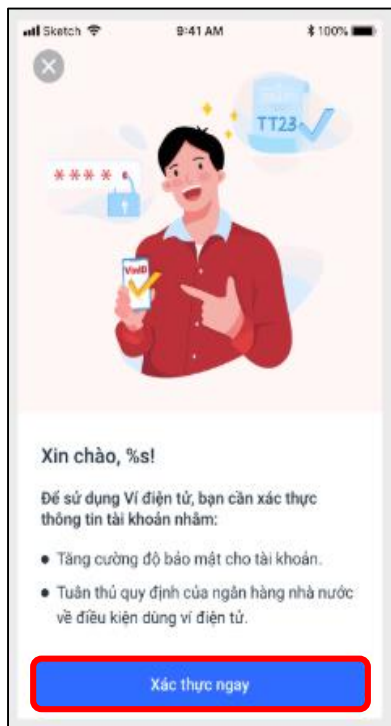 Sketch 9:41 AM 100%
TT23
****
VinID
Xin chào, %s!
Để sử dụng Ví điện tử, bạn cần xác thực
thông tin tài khoản nhằm:
• Tăng cường độ bảo mật cho tài khoản.
• Tuân thủ quy định của ngân hàng nhà nước
về điều kiện dùng ví điện tử.
Xác thực ngay